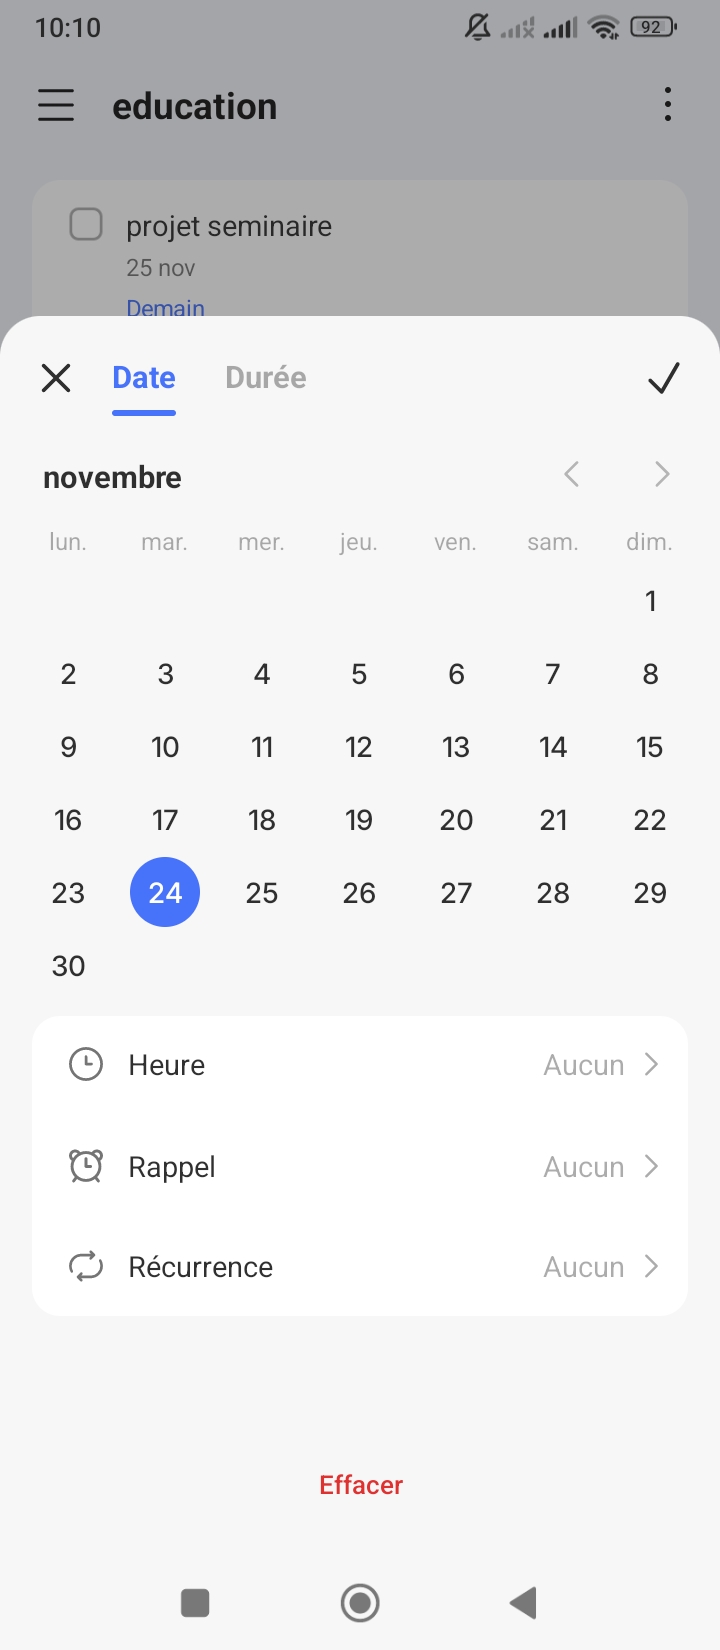 10:10 92
education
projet seminaire
25 nov
Demain
Date Durée
novembre
lun. mar. mer. jeu. ven. sam. dim.
1
2 3 4 5 6 7 8
9 10 11 12 13 14 15
16 17 18 19 20 21 22
23 24 25 26 27 28 29
30
Heure Aucun
Rappel Aucun
Récurrence Aucun
Effacer